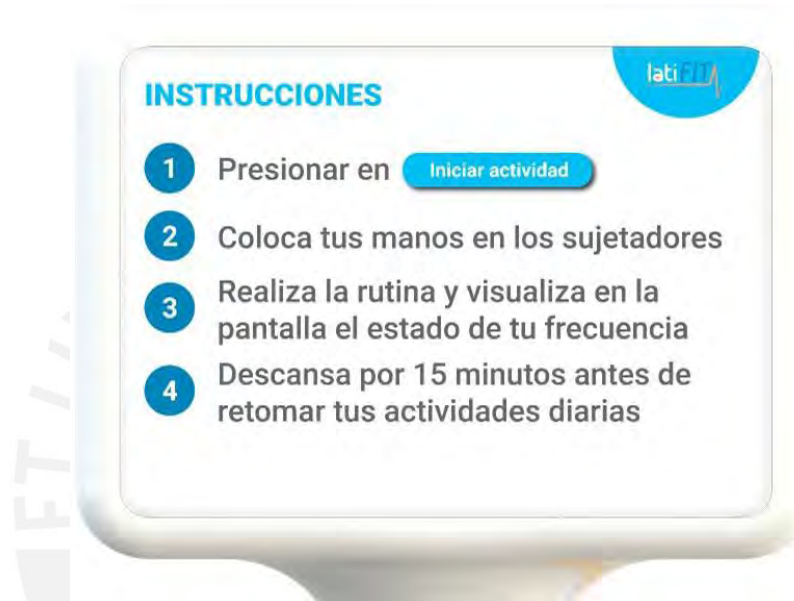 latiFIT
INSTRUCCIONES
1 Presionar en Iniciar actividad
2 Coloca tus manos en los sujetadores
3 Realiza la rutina y visualiza en la
pantalla el estado de tu frecuencia
4 Descansa por 15 minutos antes de
retomar tus actividades diarias